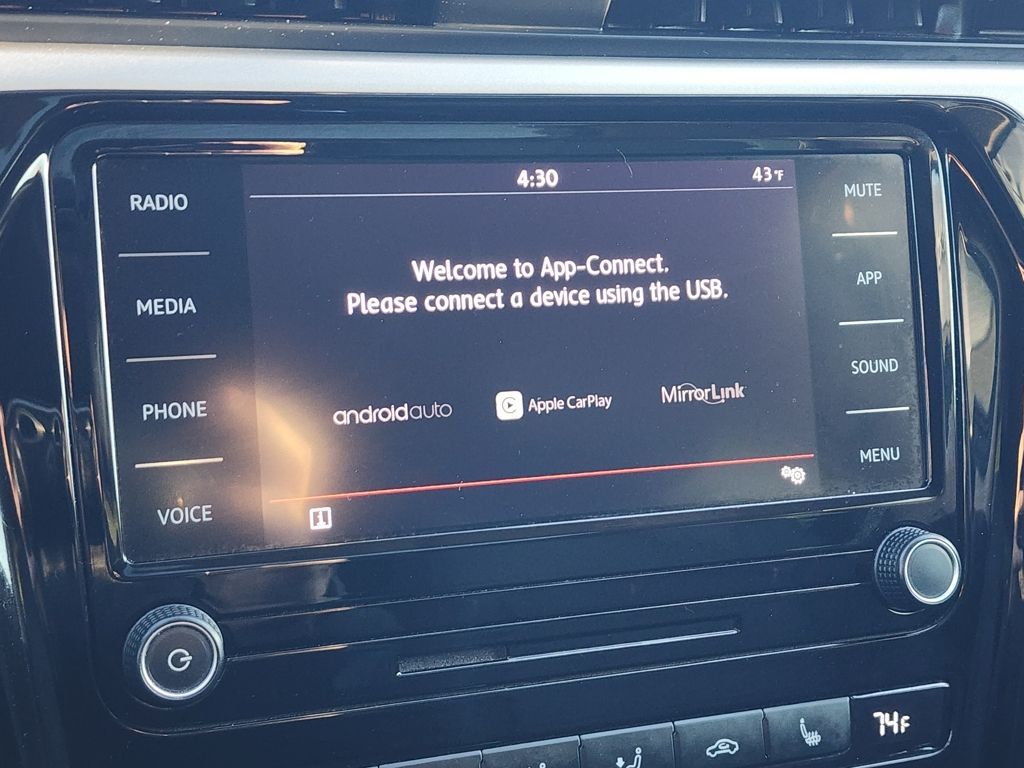 RADIO
MEDIA
PHONE
VOICE
4:30
43°F
Welcome to App-Connect.
Please connect a device using the USB.
androidauto
Apple CarPlay
MirrorLink
MUTE
APP
SOUND
MENU
74°F